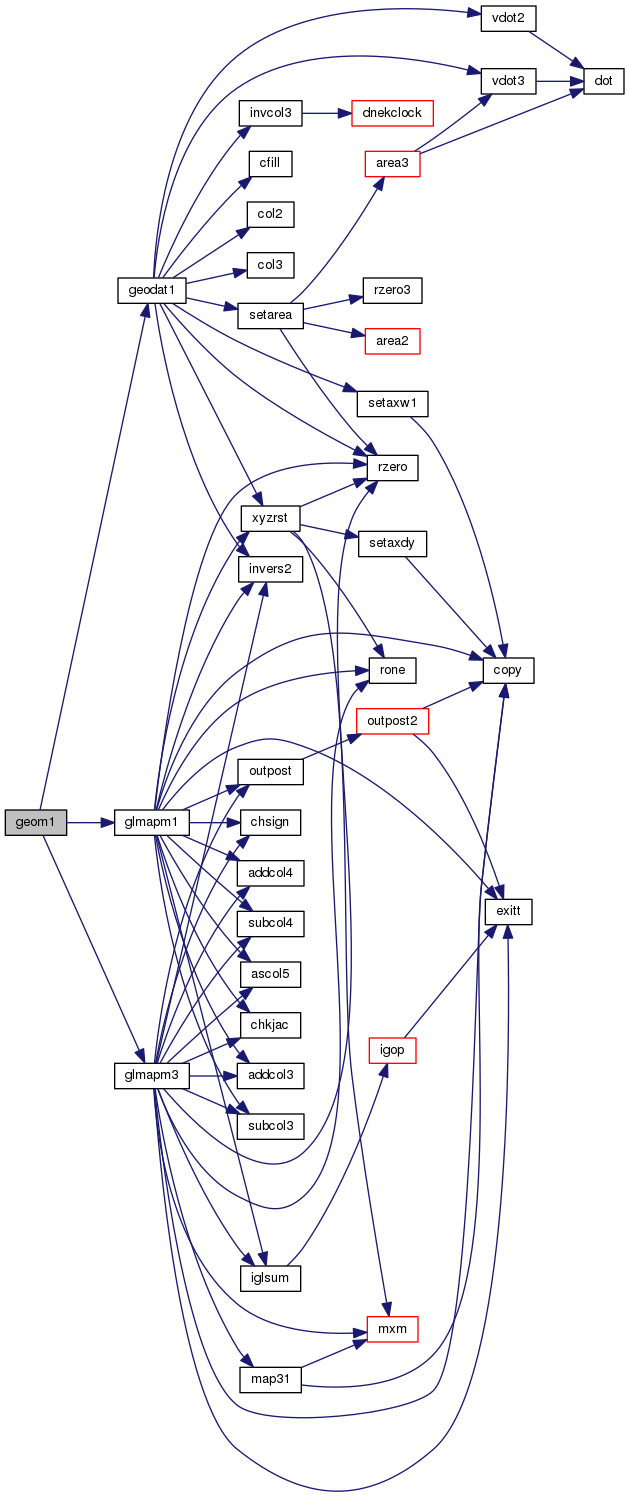 vdot2
vdot3
dot
invcol3
dnekclock
cfill
area3
col2
col3
geodat1
rzero3
setarea
area2
setaxw1
rzero
xyzrst
setaxdy
invers2
rone
copy
outpost2
outpost
geom1
glmapm1
chsign
addcol4
subcol4
exitt
ascol5
chkjac
igop
glmapm3
addcol3
subcol3
iglsum
mxm
map31